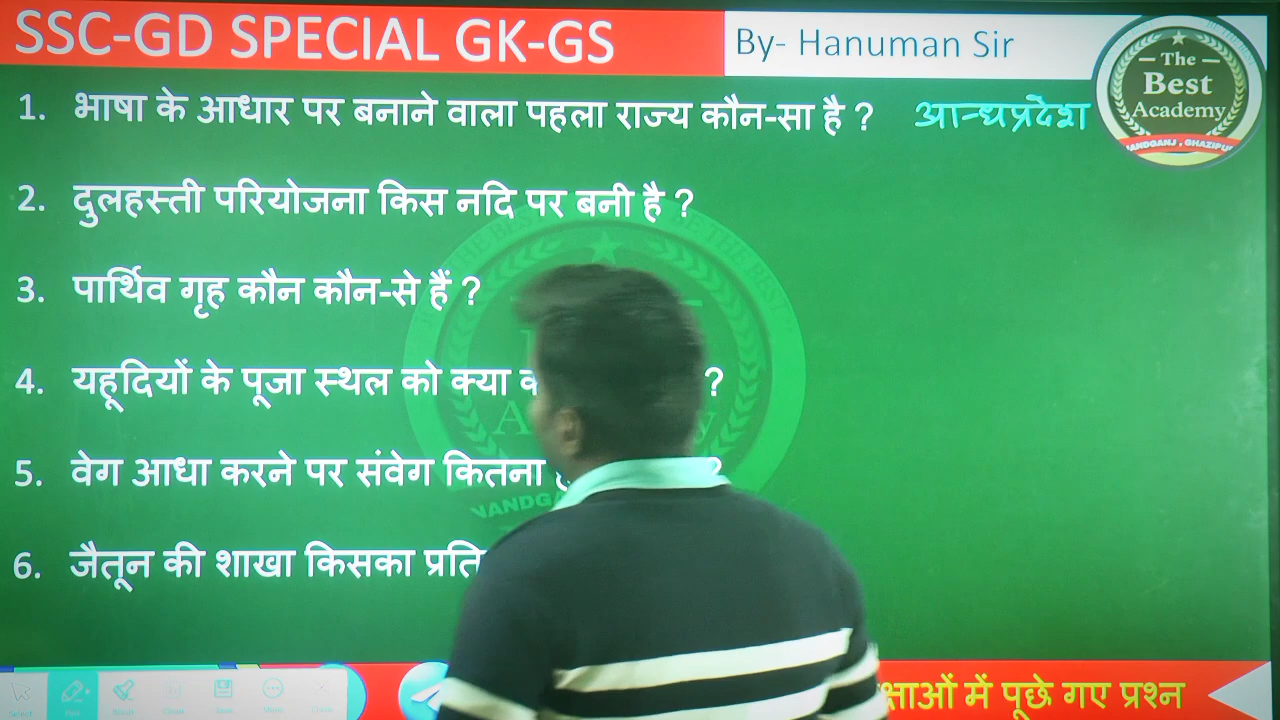 SSC-GD SPECIAL GK-GS
By- Hanuman Sir
The
Best
Academy
NANDGANJ , GHAZIPUR
1. भाषा के आधार पर बनाने वाला पहला राज्य कौन-सा है ? आन्ध्रप्रदेश
2. दुलहस्ती परियोजना किस नदि पर बनी है ?
3. पार्थिव गृह कौन कौन-से हैं ?
4. यहूदियों के पूजा स्थल को क्या ?
5. वेग आधा करने पर संवेग कितना ?
6. जैतून की शाखा किसका
में पूछे गए प्रश्न